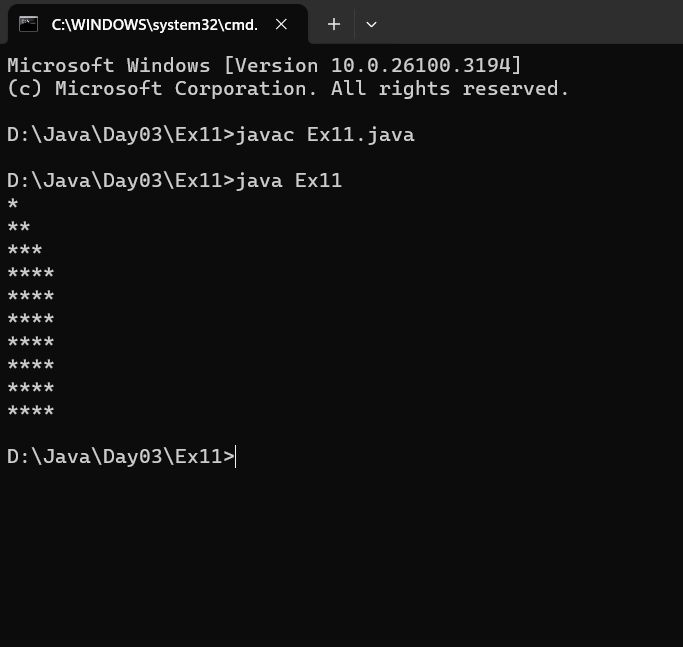 C:\WINDOWS\system32\cmd.
Microsoft Windows [Version 10.0.26100.3194]
(c) Microsoft Corporation. All rights reserved.
D:\Java\Day03\Ex11>javac Ex11.java
D:\Java\Day03\Ex11>java Ex11
*
**
***
****
****
****
****
****
****
****
D:\Java\Day03\Ex11>